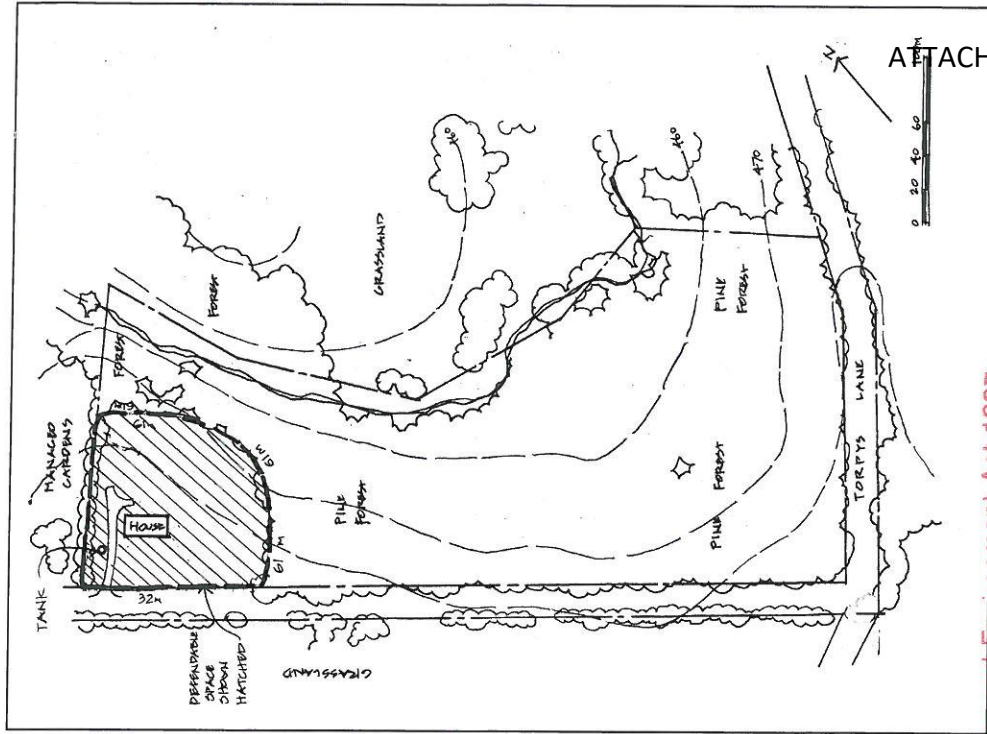 ATTACH
N
0 20 40 60
100M
460
FOREST
GRASSLAND
460
470
PINE
FOREST
MANAGED
GARDENS
FOREST
61M
HOUSE
PINE
FOREST
61M
61M
PINE FOREST
TORPYS LANE
TANK
32M
DEFENDABLE
SPACE
SHOWN
HATCHED
GRASSLAND